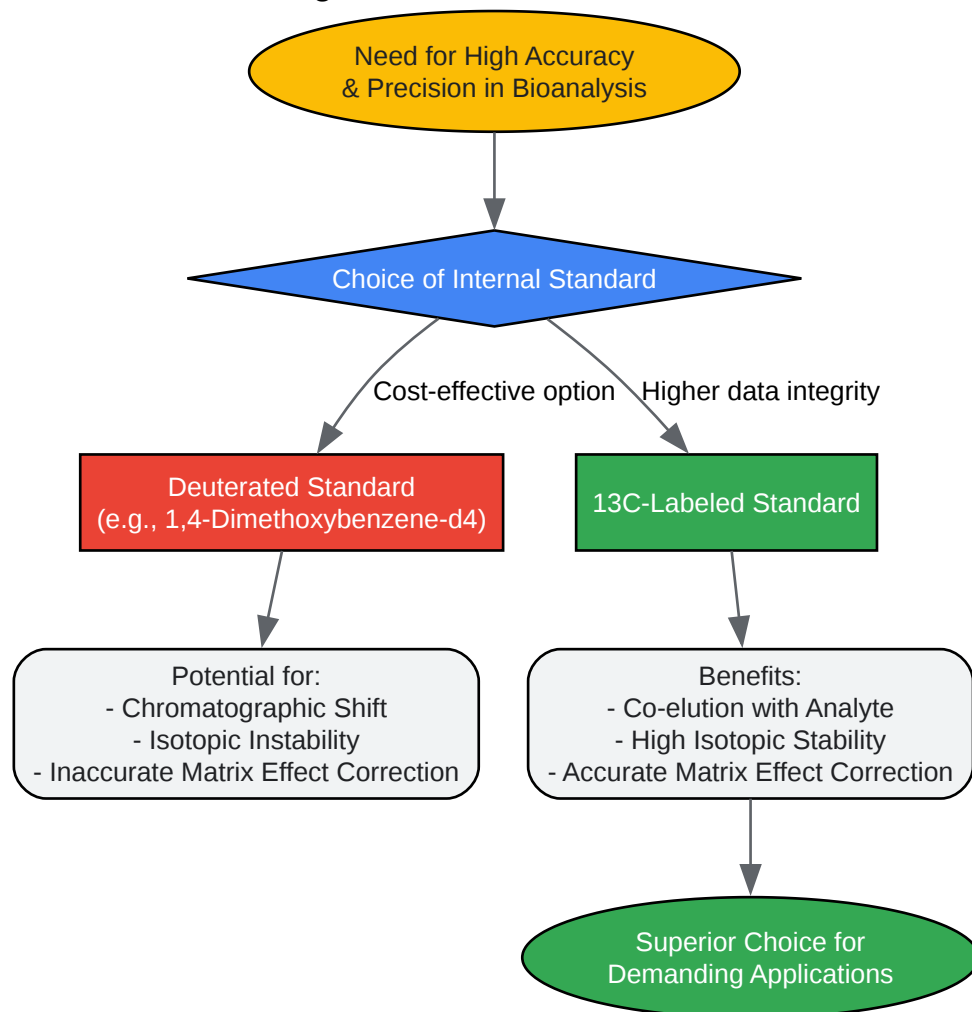 Need for High Accuracy
& Precision in Bioanalysis
Choice of Internal Standard
Cost-effective option
Higher data integrity
Deuterated Standard
(e.g., 1,4-Dimethoxybenzene-d4)
13C-Labeled Standard
Potential for:
- Chromatographic Shift
- Isotopic Instability
- Inaccurate Matrix Effect Correction
Benefits:
- Co-elution with Analyte
- High Isotopic Stability
- Accurate Matrix Effect Correction
Superior Choice for
Demanding Applications